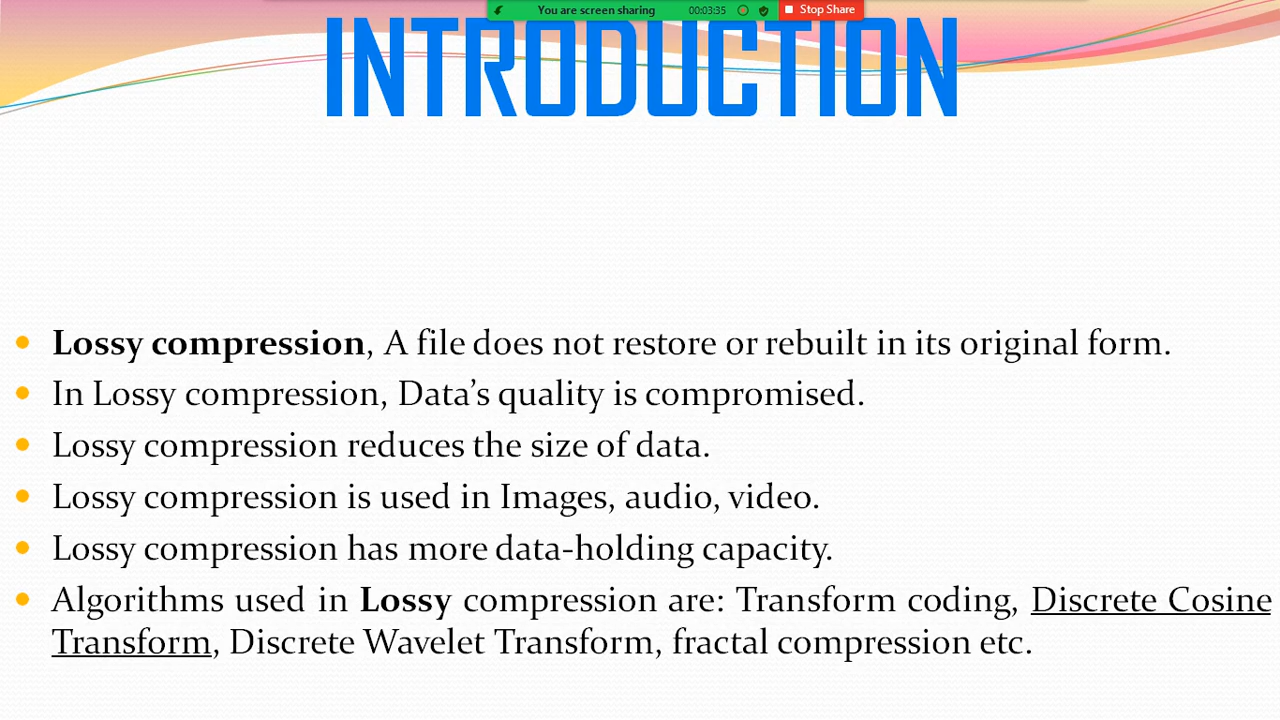 You are screen sharing 00:03:35 Stop Share
INTRODUCTION
Lossy compression, A file does not restore or rebuilt in its original form.
In Lossy compression, Data’s quality is compromised.
Lossy compression reduces the size of data.
Lossy compression is used in Images, audio, video.
Lossy compression has more data-holding capacity.
Algorithms used in Lossy compression are: Transform coding, Discrete Cosine
Transform, Discrete Wavelet Transform, fractal compression etc.